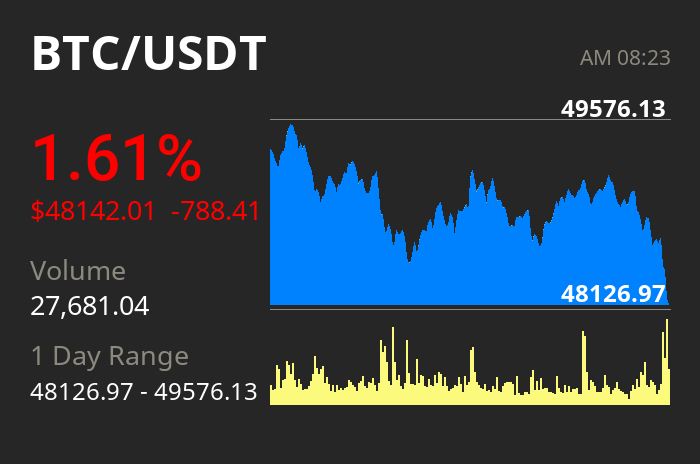 BTC/USDT
AM 08:23
49576.13
1.61%
$48142.01 -788.41
Volume
27,681.04
48126.97
1 Day Range
48126.97 - 49576.13